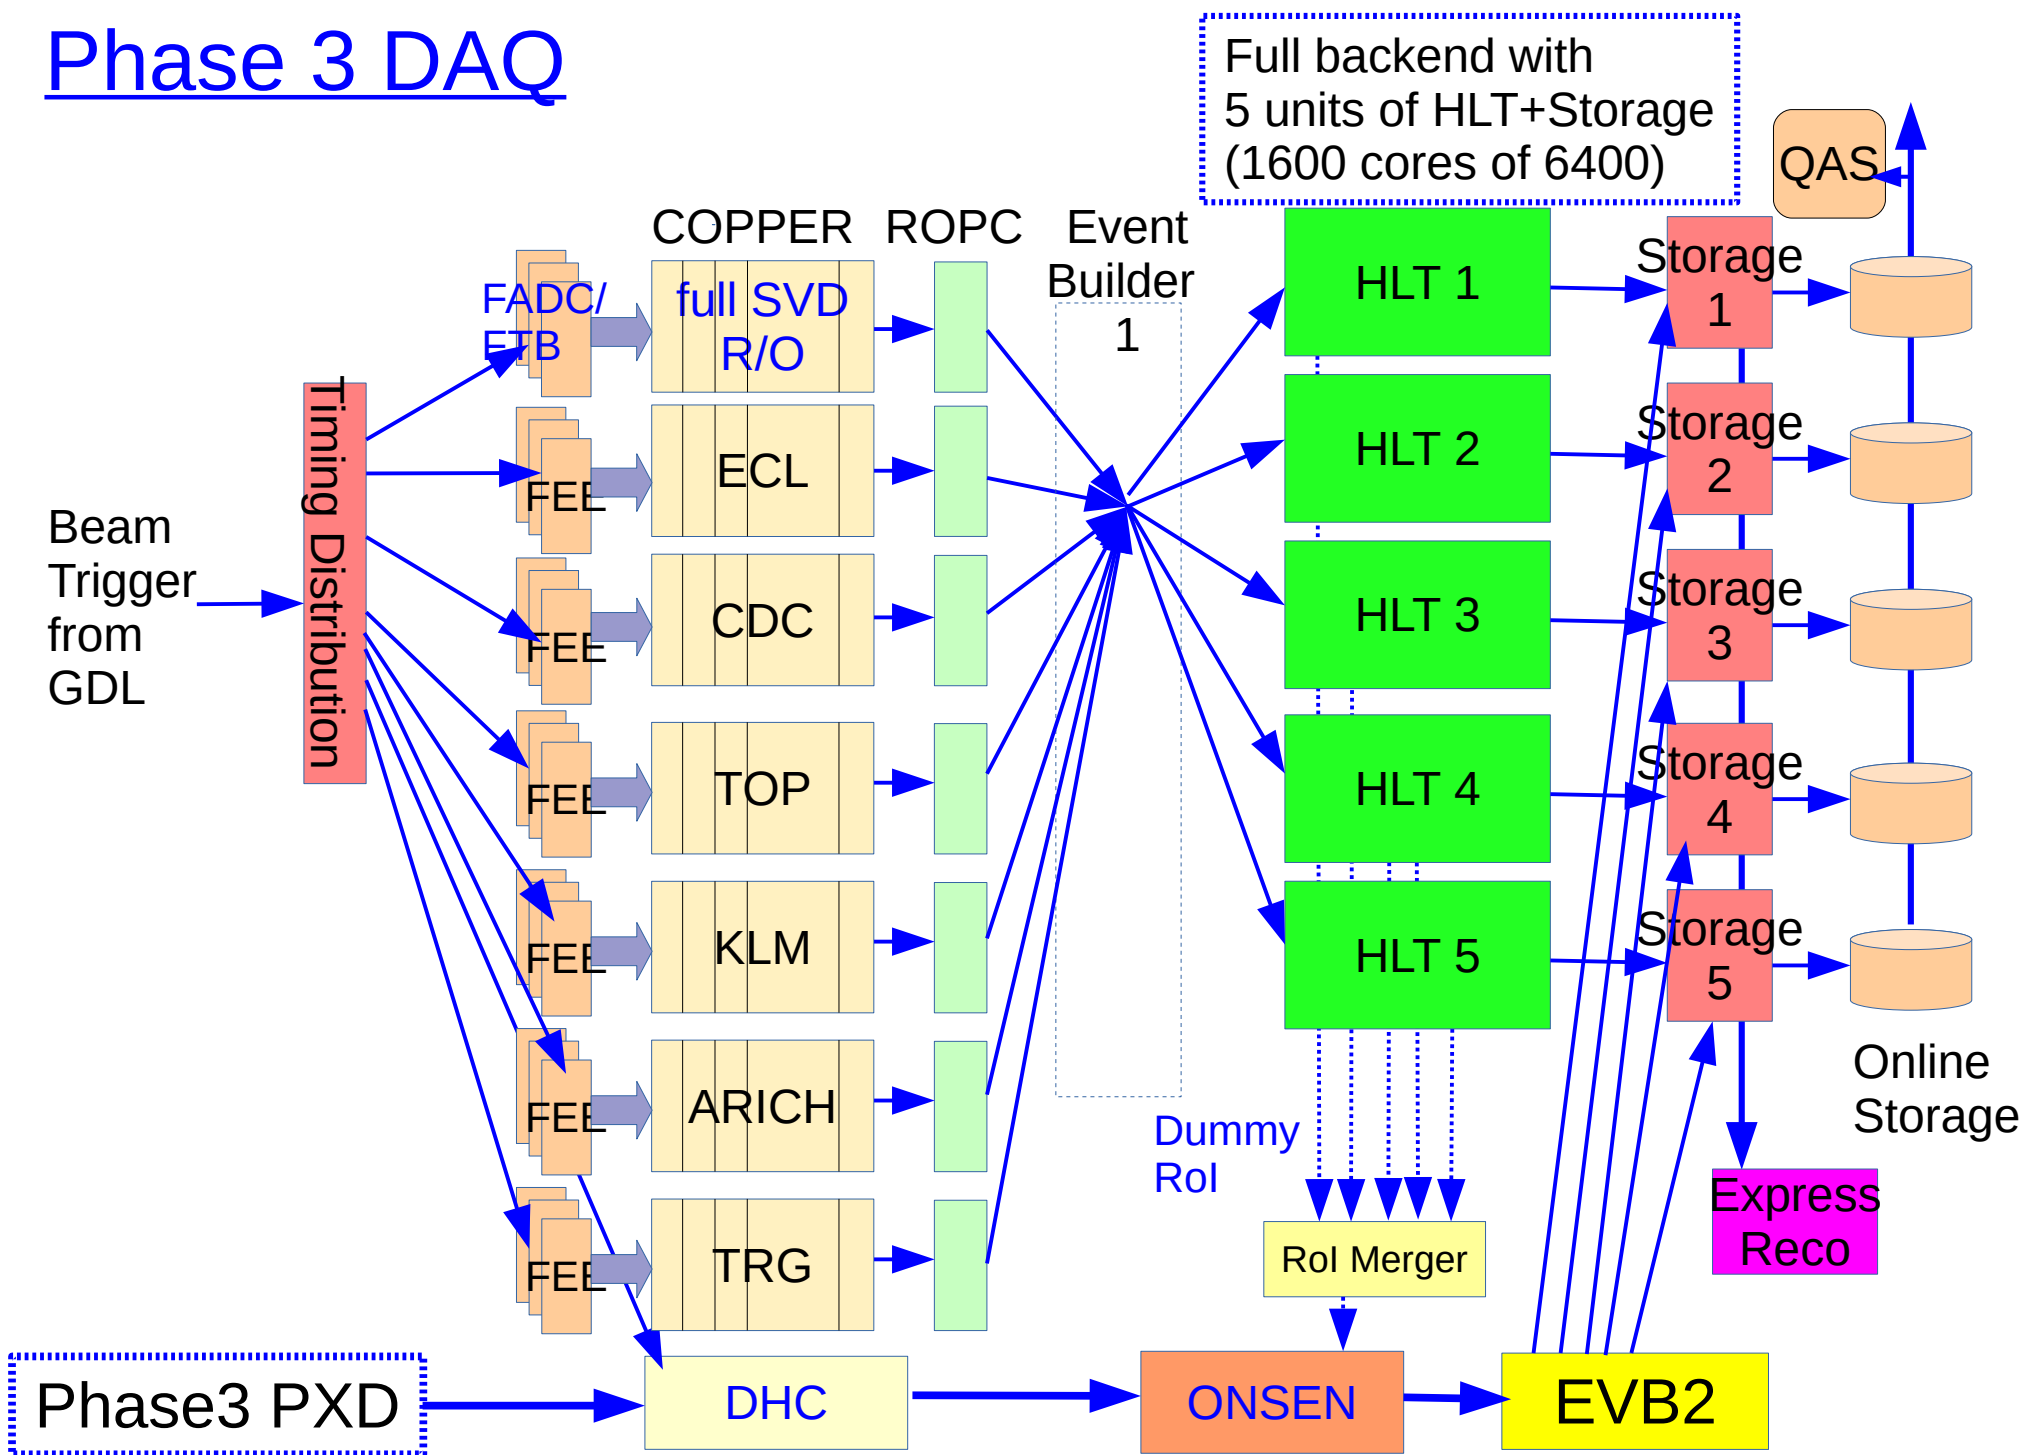 Phase 3 DAQ
Full backend with
5 units of HLT+Storage
(1600 cores of 6400)
QAS
COPPER
ROPC
Event
Builder
1
Beam
Trigger
from
GDL
Timing Distribution
FADC/
FTB
FEE
FEE
FEE
FEE
FEE
FEE
full SVD
R/O
ECL
CDC
TOP
KLM
ARICH
TRG
HLT 1
HLT 2
HLT 3
HLT 4
HLT 5
Storage
1
Storage
2
Storage
3
Storage
4
Storage
5
Online
Storage
Dummy
RoI
RoI Merger
Express
Reco
Phase3 PXD
DHC
ONSEN
EVB2